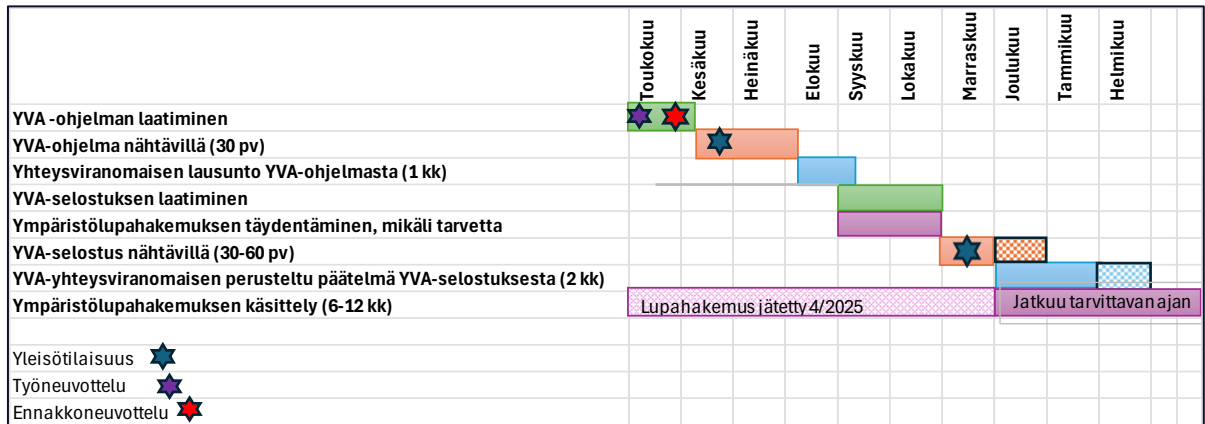 Toukokuu
Kesäkuu
Heinäkuu
Elokuu
Syyskuu
Lokakuu
Marraskuu
Joulukuu
Tammikuu
Helmikuu
YVA -ohjelman laatiminen
YVA-ohjelma nähtävillä (30 pv)
Yhteysviranomaisen lausunto YVA-ohjelmasta (1 kk)
YVA-selostuksen laatiminen
Ympäristölupahakemuksen täydentäminen, mikäli tarvetta
YVA-selostus nähtävillä (30-60 pv)
YVA-yhteysviranomaisen perusteltu päätelmä YVA-selostuksesta (2 kk)
Ympäristölupahakemuksen käsittely (6-12 kk)
Lupahakemus jätetty 4/2025
Jatkuu tarvittavan ajan
Yleisötilaisuus
Työneuvottelu
Ennakkoneuvottelu